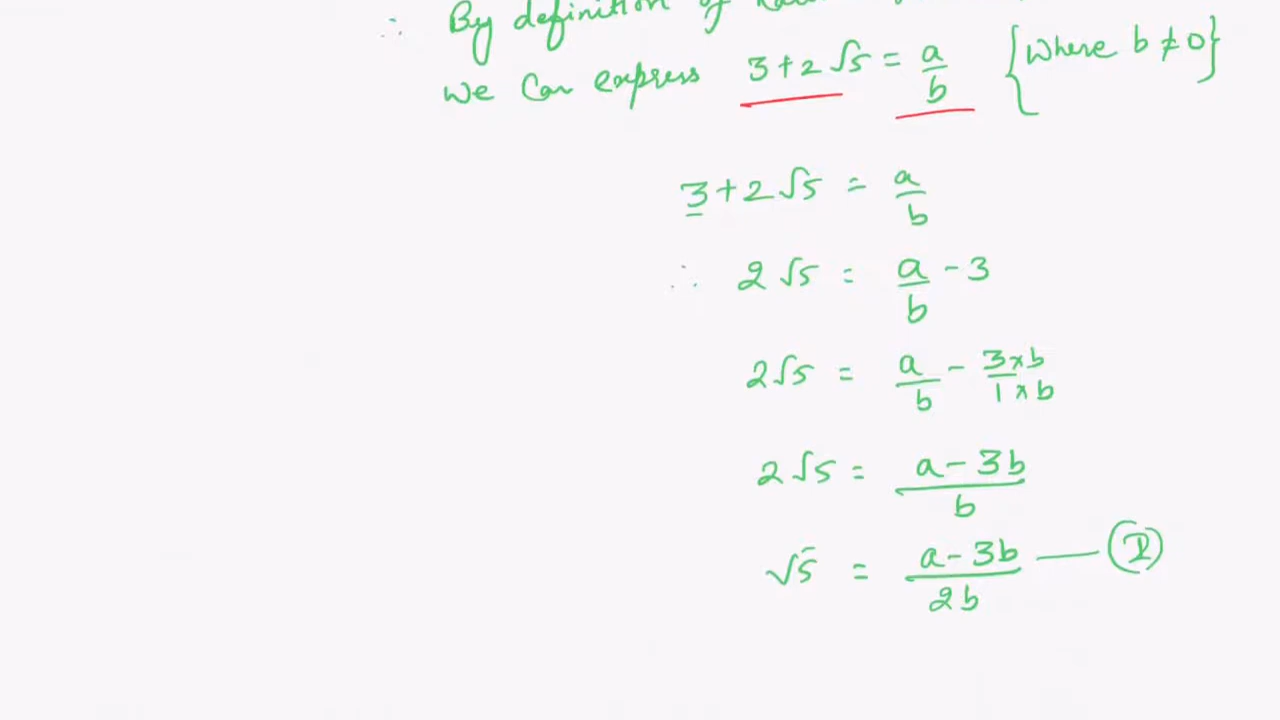 ∴ By definition of
we can express 3+2√5 = a/b {where b ≠ 0}
3+2√5 = a/b
∴ 2√5 = a/b - 3
2√5 = a/b - 3×b/1×b
2√5 = a-3b/b
√5 = a-3b/2b — (I)